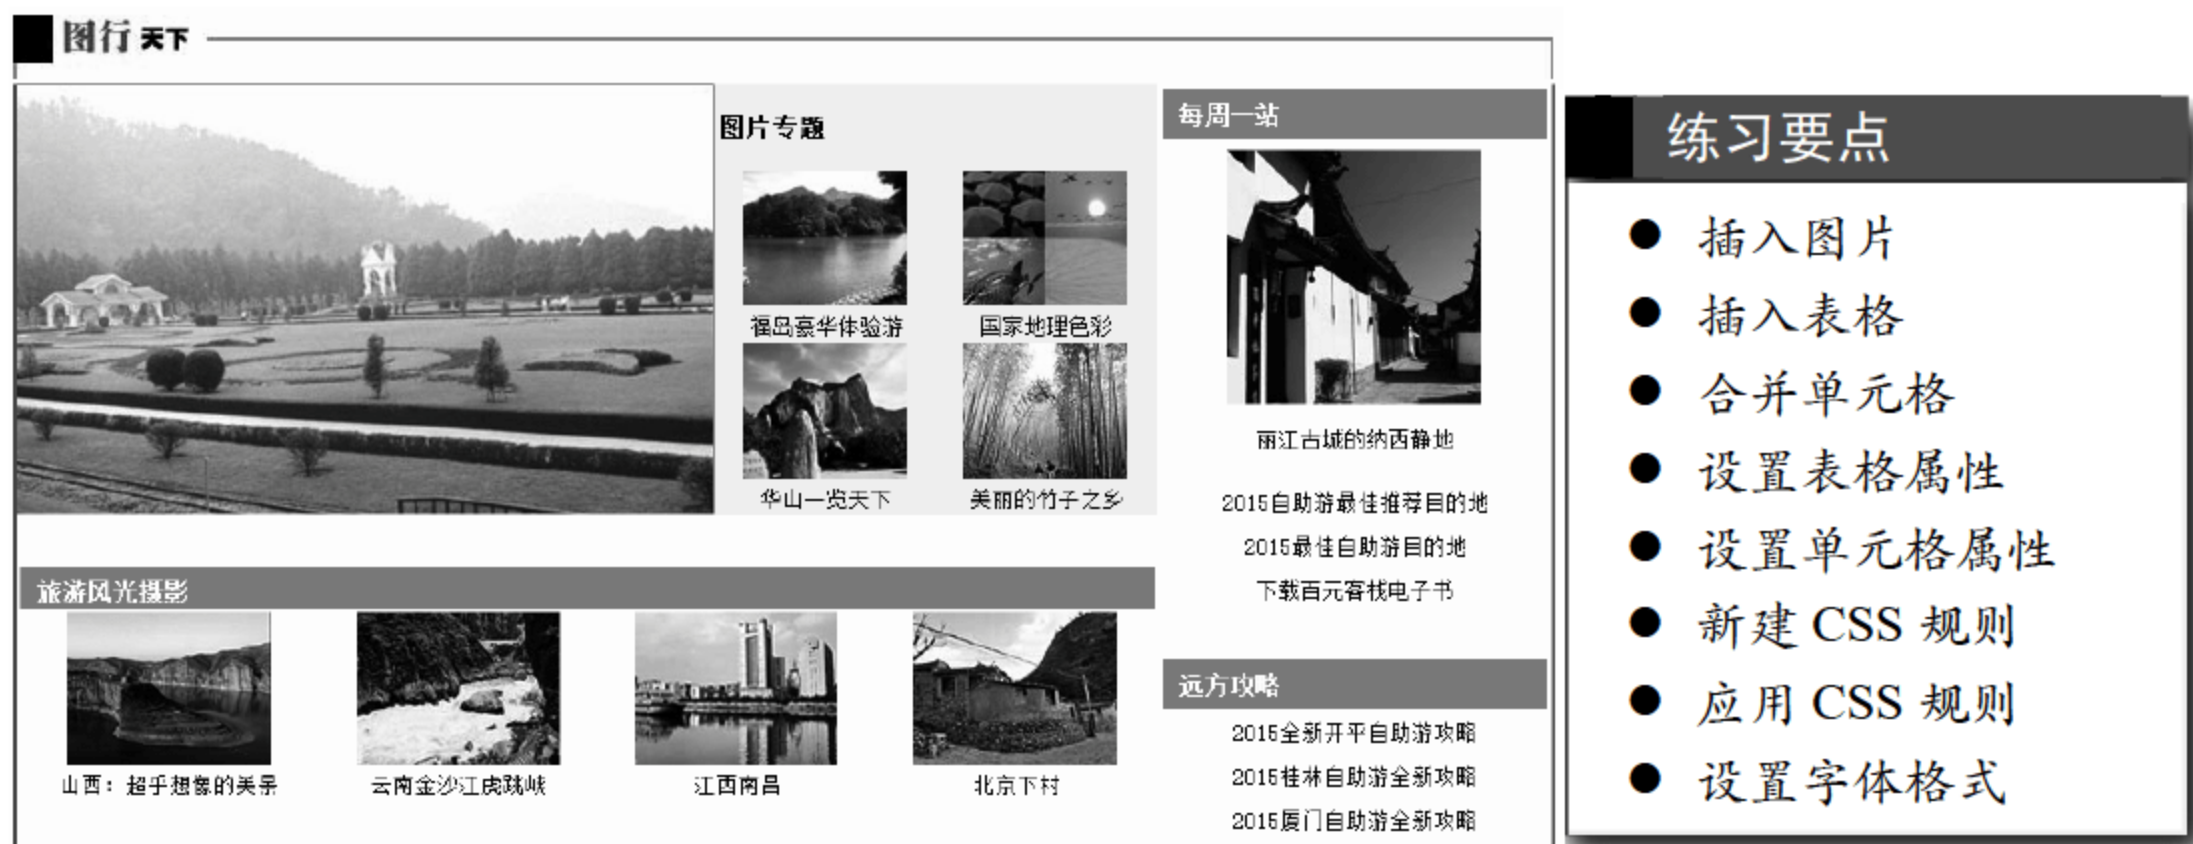 图行 天下
图片专题
福岛豪华体验游
国家地理色彩
华山一览天下
美丽的竹子之乡
旅游风光摄影
山西：超乎想像的美景
云南金沙江虎跳峡
江西南昌
北京下村
每周一站
丽江古城的纳西静地
2015自助游最佳推荐目的地
2015最佳自助游目的地
下载百元客栈电子书
远方攻略
2015全新开平自助游攻略
2015桂林自助游全新攻略
2015厦门自助游全新攻略
练习要点
● 插入图片
● 插入表格
● 合并单元格
● 设置表格属性
● 设置单元格属性
● 新建 CSS 规则
● 应用 CSS 规则
● 设置字体格式